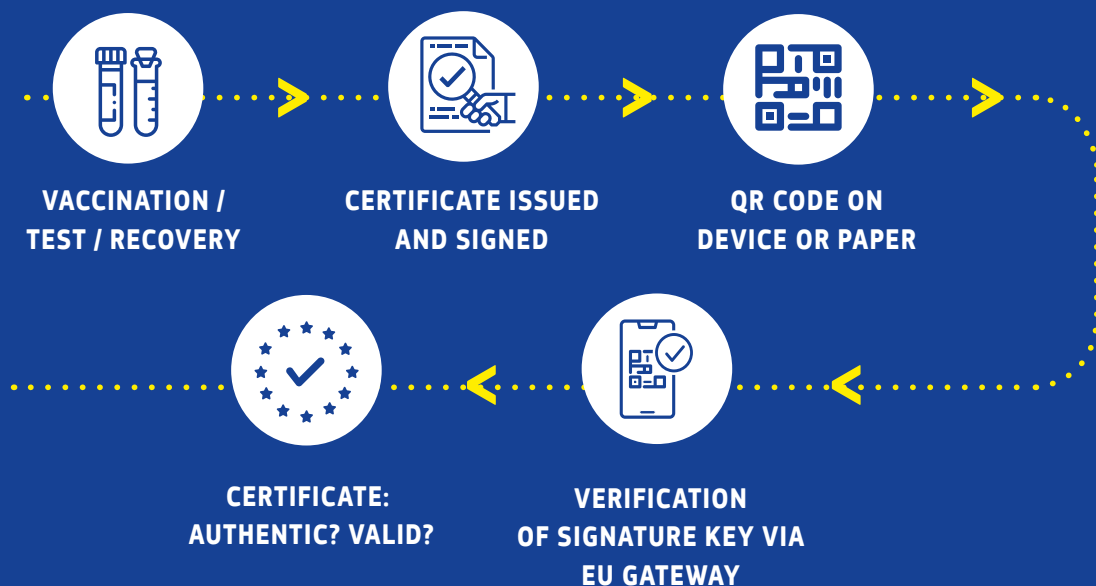 VACCINATION /
TEST / RECOVERY
CERTIFICATE ISSUED
AND SIGNED
QR CODE ON
DEVICE OR PAPER
VERIFICATION
OF SIGNATURE KEY VIA
EU GATEWAY
CERTIFICATE:
AUTHENTIC? VALID?